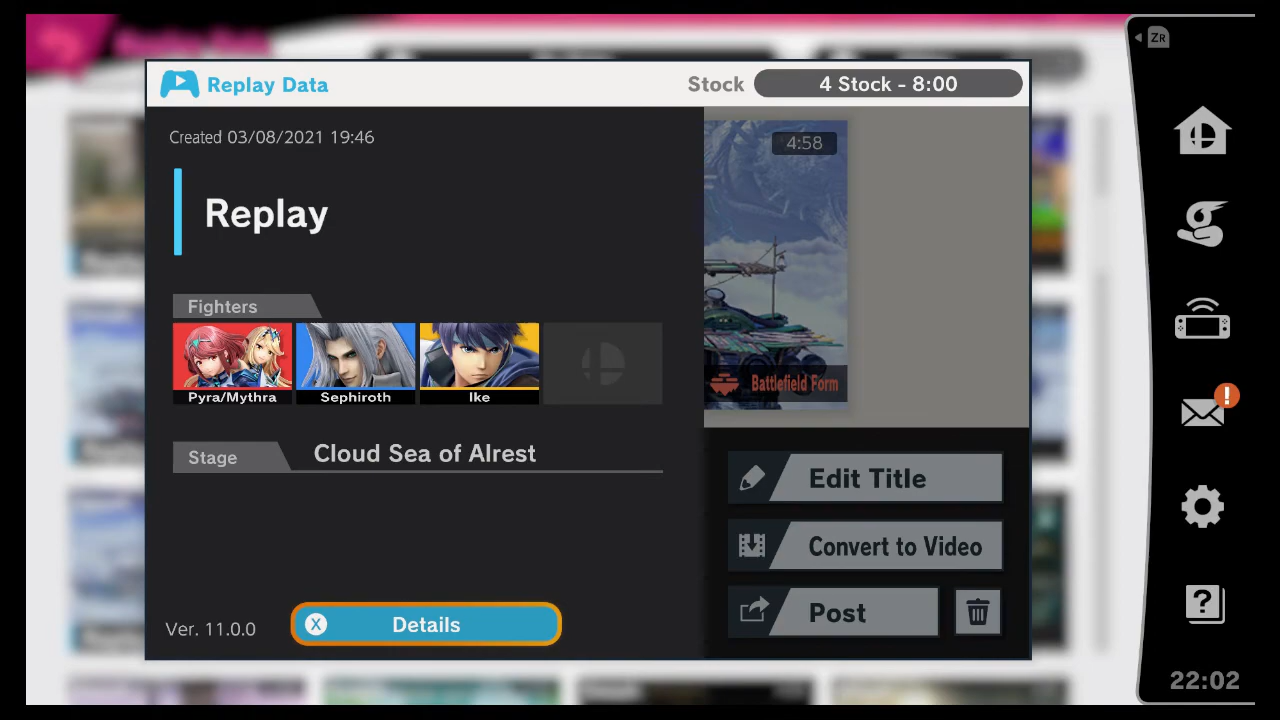 ZR
Replay Data
Stock
4 Stock - 8:00
Created 03/08/2021 19:46
4:58
Replay
Fighters
Pyra/Mythra
Sephiroth
Ike
Battlefield Form
Stage
Cloud Sea of Alrest
Edit Title
Convert to Video
Post
Ver. 11.0.0
X
Details
!
?
22:02